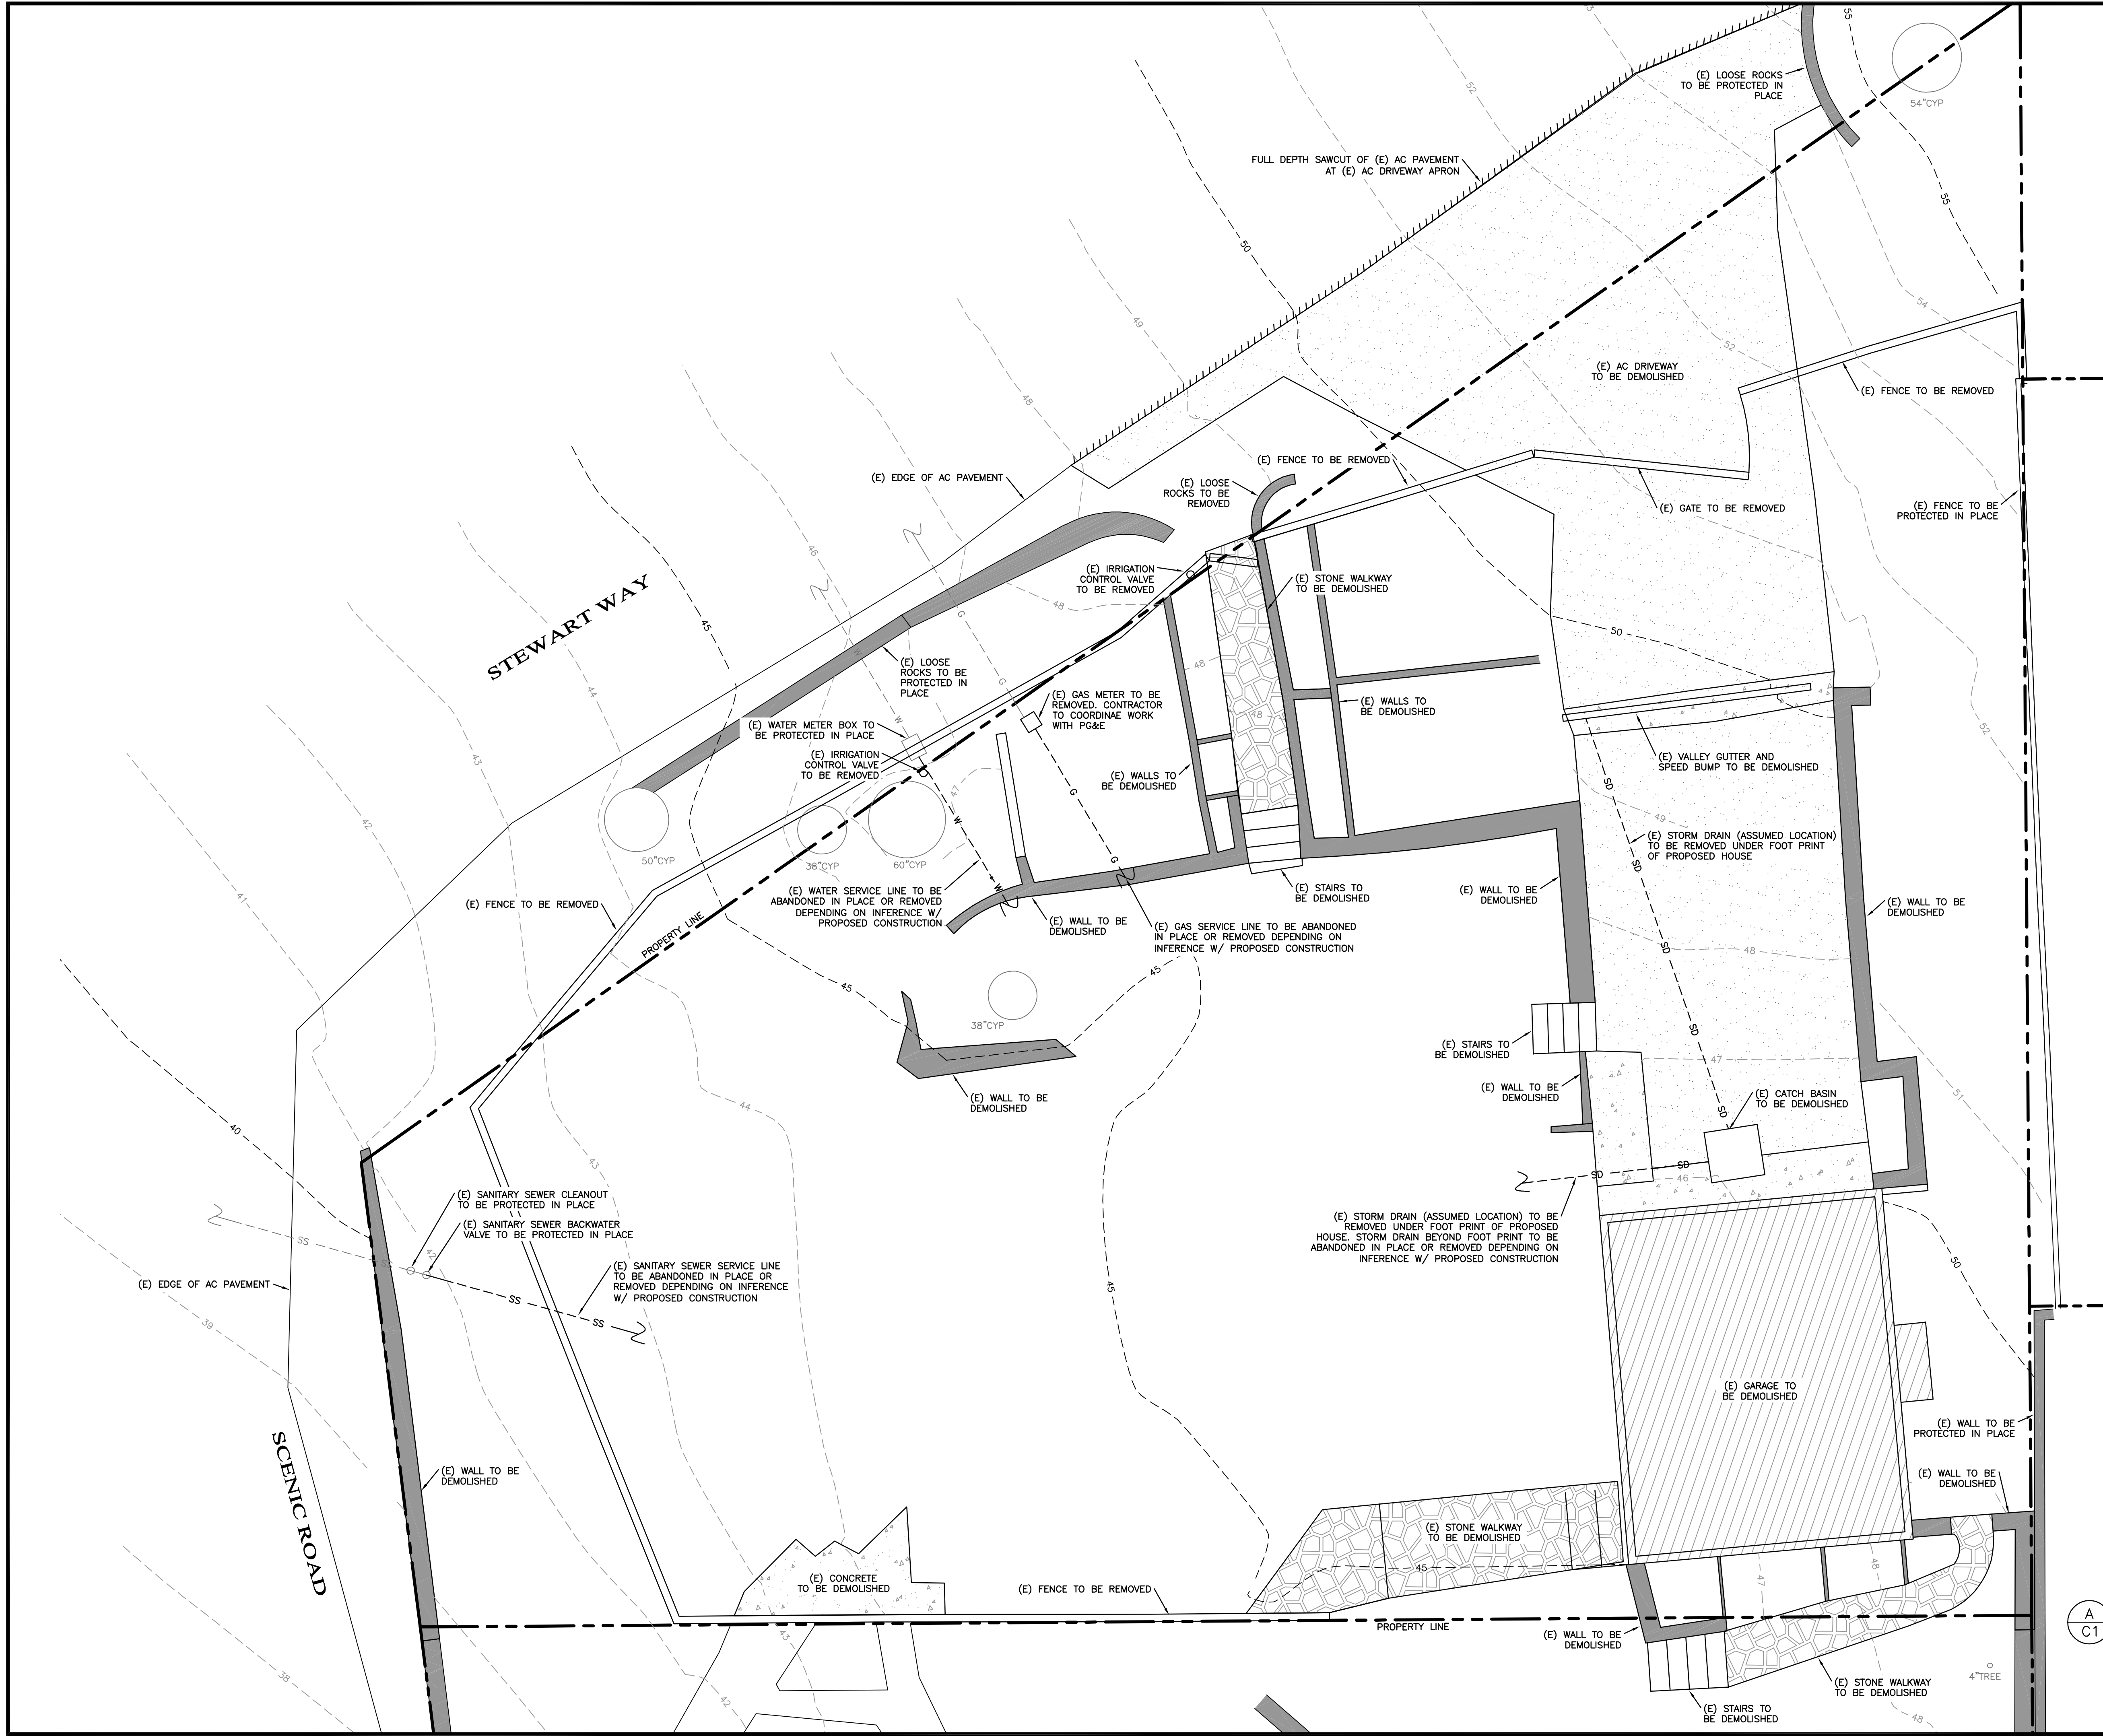 55
53
(E) LOOSE ROCKS
TO BE PROTECTED IN
PLACE
54"CYP
52
FULL DEPTH SAWCUT OF (E) AC PAVEMENT
AT (E) AC DRIVEWAY APRON
55
50
54
49
52
(E) AC DRIVEWAY
TO BE DEMOLISHED
(E) FENCE TO BE REMOVED
48
(E) FENCE TO BE REMOVED
(E) EDGE OF AC PAVEMENT
(E) LOOSE
ROCKS TO BE
REMOVED
(E) GATE TO BE REMOVED
(E) FENCE TO BE
PROTECTED IN PLACE
46
STEWART WAY
(E) IRRIGATION
CONTROL VALVE
TO BE REMOVED
(E) STONE WALKWAY
TO BE DEMOLISHED
G
48
45
50
W
(E) LOOSE
ROCKS TO BE
PROTECTED IN
PLACE
48
G
44
(E) GAS METER TO BE
REMOVED. CONTRACTOR
TO COORDINAE WORK
WITH PG&E
(E) WALLS TO
BE DEMOLISHED
48
W
(E) WATER METER BOX TO
BE PROTECTED IN PLACE
52
43
(E) IRRIGATION
CONTROL VALVE
TO BE REMOVED
(E) VALLEY GUTTER AND
SPEED BUMP TO BE DEMOLISHED
(E) WALLS TO
BE DEMOLISHED
SD
47
G
W
42
49
(E) STORM DRAIN (ASSUMED LOCATION)
TO BE REMOVED UNDER FOOT PRINT
OF PROPOSED HOUSE
50"CYP
38"CYP
60"CYP
G
SD
W
41
(E) WATER SERVICE LINE TO BE
ABANDONED IN PLACE OR REMOVED
DEPENDING ON INFERENCE W/
PROPOSED CONSTRUCTION
(E) STAIRS TO
BE DEMOLISHED
(E) WALL TO BE
DEMOLISHED
(E) WALL TO BE
DEMOLISHED
(E) FENCE TO BE REMOVED
PROPERTY LINE
(E) WALL TO BE
DEMOLISHED
(E) GAS SERVICE LINE TO BE ABANDONED
IN PLACE OR REMOVED DEPENDING ON
INFERENCE W/ PROPOSED CONSTRUCTION
SD
48
45
45
38"CYP
SD
(E) STAIRS TO
BE DEMOLISHED
47
(E) WALL TO BE
DEMOLISHED
(E) WALL TO BE
DEMOLISHED
(E) CATCH BASIN
TO BE DEMOLISHED
51
44
SD
40
43
SD
SD
46
(E) SANITARY SEWER CLEANOUT
TO BE PROTECTED IN PLACE
(E) SANITARY SEWER BACKWATER
VALVE TO BE PROTECTED IN PLACE
(E) STORM DRAIN (ASSUMED LOCATION) TO BE
REMOVED UNDER FOOT PRINT OF PROPOSED
HOUSE. STORM DRAIN BEYOND FOOT PRINT TO BE
ABANDONED IN PLACE OR REMOVED DEPENDING ON
INFERENCE W/ PROPOSED CONSTRUCTION
SS
SS
42
50
(E) EDGE OF AC PAVEMENT
(E) SANITARY SEWER SERVICE LINE
TO BE ABANDONED IN PLACE OR
REMOVED DEPENDING ON INFERENCE
W/ PROPOSED CONSTRUCTION
45
SS
SS
39
(E) GARAGE TO
BE DEMOLISHED
(E) WALL TO BE
PROTECTED IN PLACE
SCENIC ROAD
(E) WALL TO BE
DEMOLISHED
(E) WALL TO BE
DEMOLISHED
(E) STONE WALKWAY
TO BE DEMOLISHED
45
48
47
(E) CONCRETE
TO BE DEMOLISHED
(E) FENCE TO BE REMOVED
A
C1
PROPERTY LINE
43
(E) WALL TO BE
DEMOLISHED
38
4"TREE
(E) STONE WALKWAY
TO BE DEMOLISHED
42
(E) STAIRS TO
BE DEMOLISHED
48